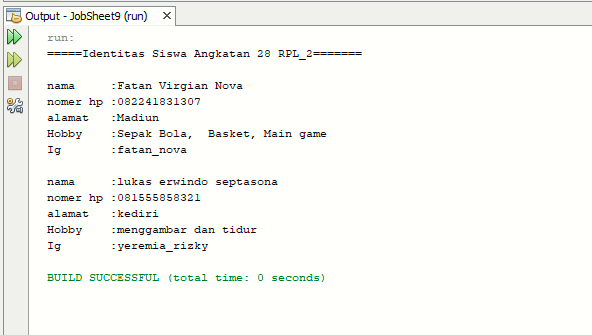 Output - JobSheet9 (run)
run:
=====Identitas Siswa Angkatan 28 RPL_2=======
nama     :Fatan Virgian Nova
nomer hp :082241831307
alamat   :Madiun
Hobby    :Sepak Bola,  Basket, Main game
Ig       :fatan_nova
nama     :lukas erwindo septasona
nomer hp :081555858321
alamat   :kediri
Hobby    :menggambar dan tidur
Ig       :yeremia_rizky
BUILD SUCCESSFUL (total time: 0 seconds)